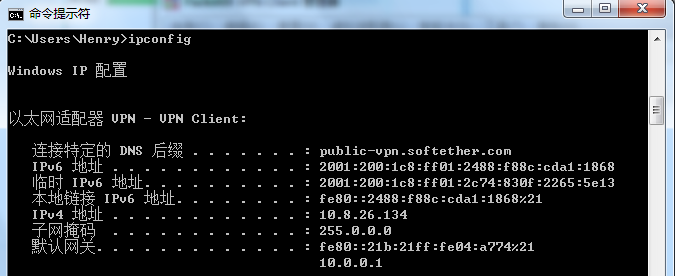 命令提示符
C:\Users\Henry>ipconfig
Windows IP 配置
以太网适配器 VPN - VPN Client:
连接特定的 DNS 后缀 . . . . . . . : public-vpn.softether.com
IPv6 地址 . . . . . . . . . . . . : 2001:200:1c8:ff01:2488:f88c:cda1:1868
临时 IPv6 地址. . . . . . . . . . : 2001:200:1c8:ff01:2c74:830f:2265:5e13
本地链接 IPv6 地址. . . . . . . . : fe80::2488:f88c:cda1:1868%21
IPv4 地址 . . . . . . . . . . . . : 10.8.26.134
子网掩码 . . . . . . . . . . . . : 255.0.0.0
默认网关. . . . . . . . . . . . . : fe80::21b:21ff:fe04:a774%21
10.0.0.1